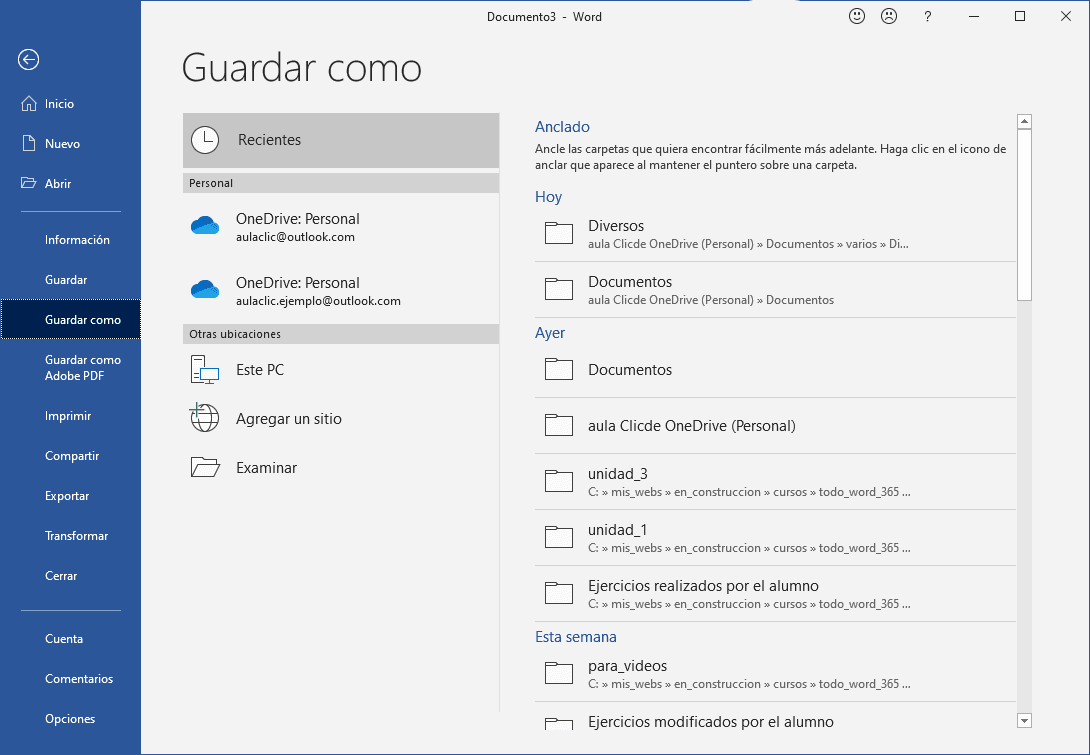 Documento3 - Word
?
Inicio
Nuevo
Abrir
Información
Guardar
Guardar como
Guardar como
Adobe PDF
Imprimir
Compartir
Exportar
Transformar
Cerrar
Cuenta
Comentarios
Opciones
Guardar como
Recientes
Personal
OneDrive: Personal
aulaclic@outlook.com
OneDrive: Personal
aulaclic.ejemplo@outlook.com
Otras ubicaciones
Este PC
Agregar un sitio
Examinar
Anclado
Ancle las carpetas que quiera encontrar fácilmente más adelante. Haga clic en el icono de
anclar que aparece al mantener el puntero sobre una carpeta.
Hoy
Diversos
aula Clicde OneDrive (Personal) » Documentos » varios » Di...
Documentos
aula Clicde OneDrive (Personal) » Documentos
Ayer
Documentos
aula Clicde OneDrive (Personal)
unidad_3
C: » mis_webs » en_construccion » cursos » todo_word_365 ...
unidad_1
C: » mis_webs » en_construccion » cursos » todo_word_365 ...
Ejercicios realizados por el alumno
C: » mis_webs » en_construccion » cursos » todo_word_365 ...
Esta semana
para_videos
C: » mis_webs » en_construccion » cursos » todo_word_365 ...
Ejercicios modificados por el alumno